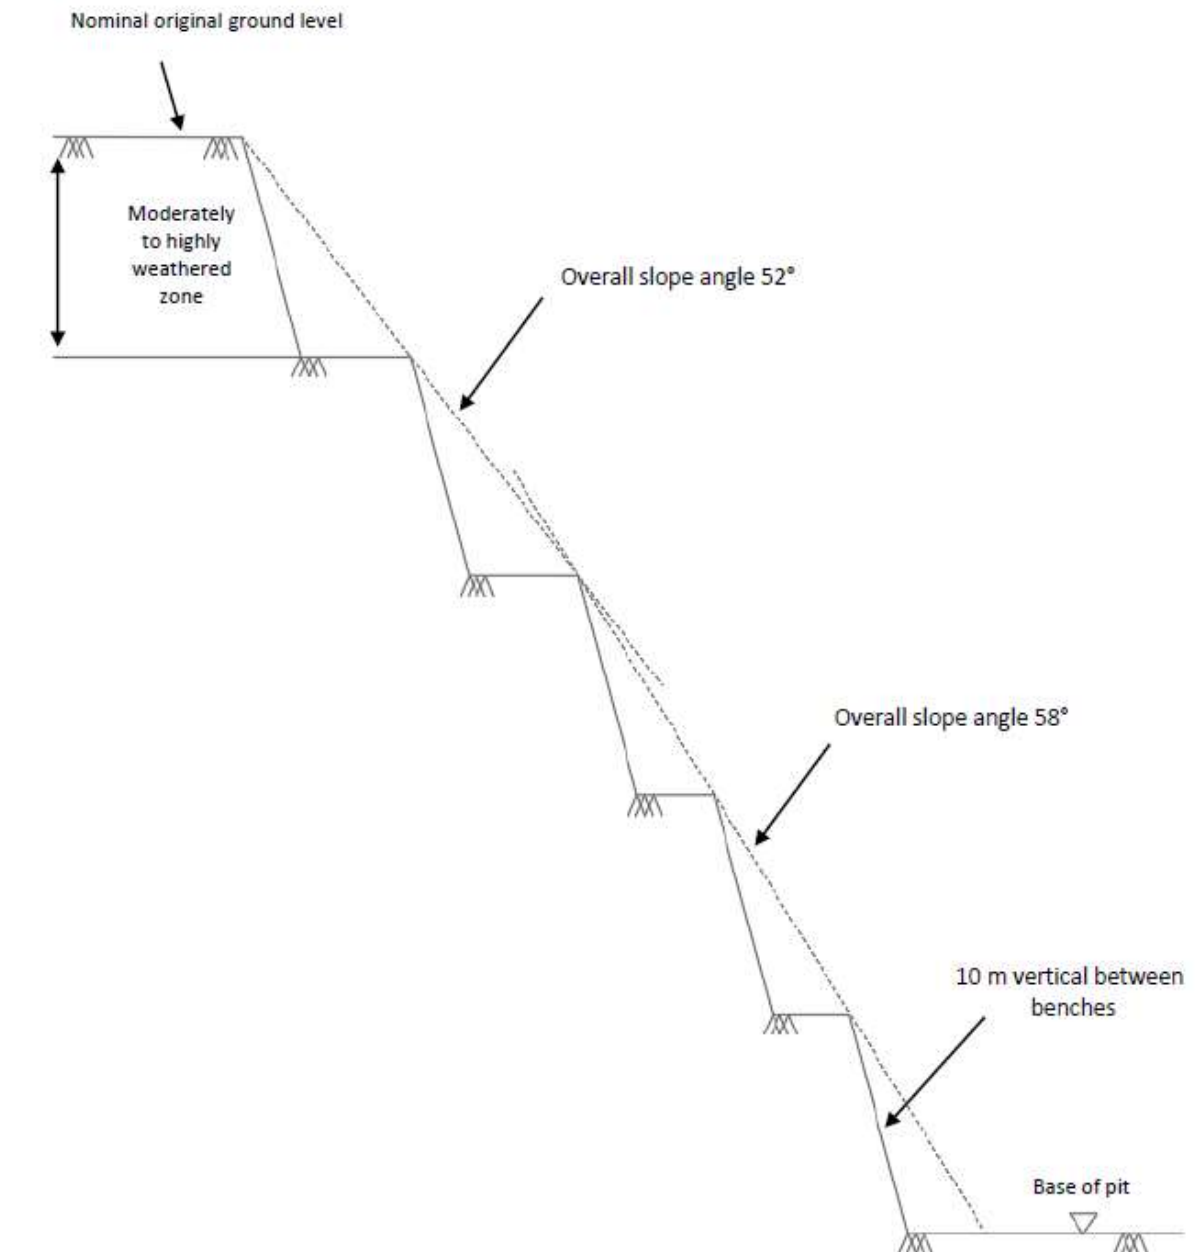 Nominal original ground level
Moderately
to highly
weathered
zone
Overall slope angle 52°
Overall slope angle 58°
10 m vertical between
benches
Base of pit